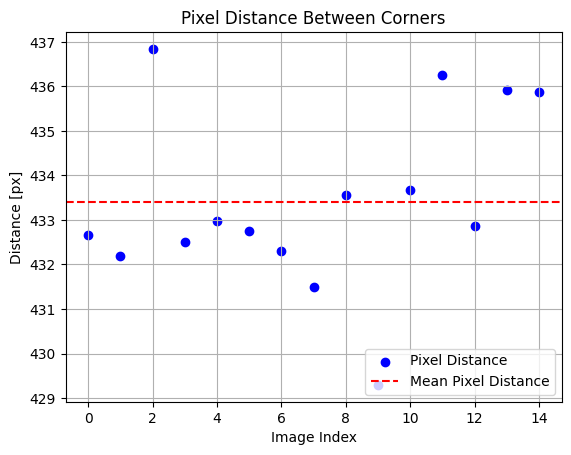 Pixel Distance Between Corners
Distance [px]
437
436
435
434
433
432
431
430
429
Pixel Distance
Mean Pixel Distance
0 2 4 6 8 10 12 14
Image Index